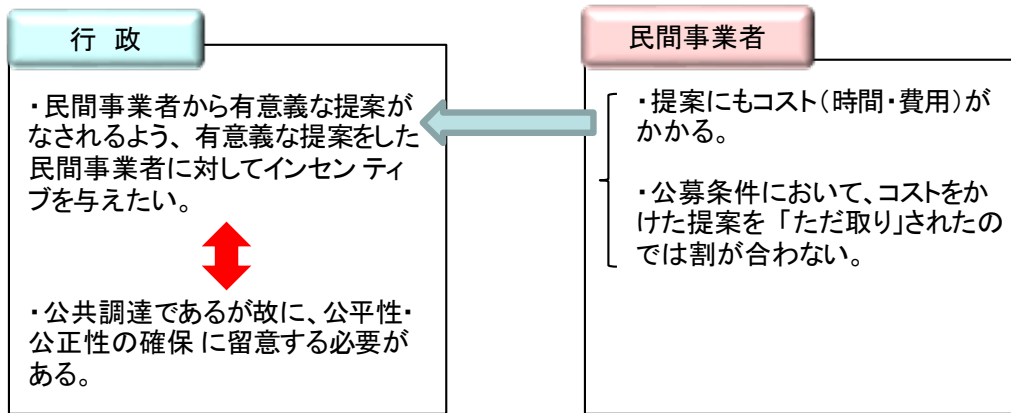 行 政
・民間事業者から有意義な提案が
なされるよう、 有意義な提案をした
民間事業者に対してインセン ティ
ブを与えたい。
・公共調達であるが故に、公平性・
公正性の確保 に留意する必要が
ある。
民間事業者
・提案にもコスト（時間・費用）が
かかる。
・公募条件において、コストをか
けた提案を 「ただ取り」されたの
では割が合わない。